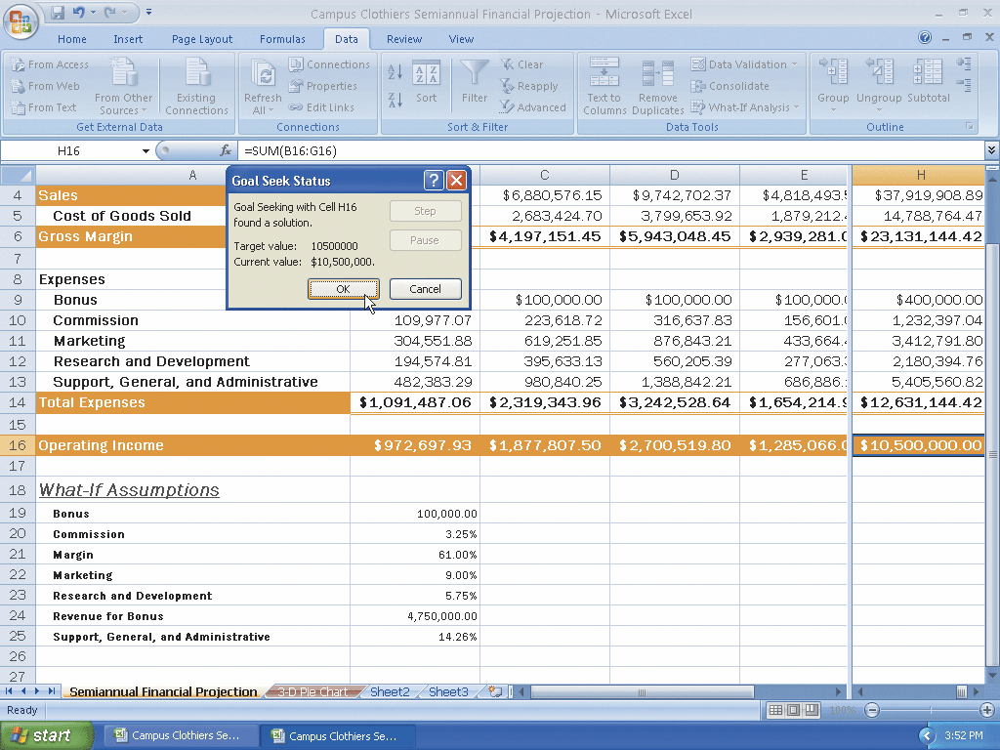 Campus Clothiers Semiannual Financial Projection - Microsoft Excel
Home Insert Page Layout Formulas Data Review View
From Access
From Web
From Text
From Other Sources
Existing Connections
Get External Data
Refresh All
Connections
Properties
Edit Links
Connections
Sort
Filter
Clear
Reapply
Advanced
Sort & Filter
Text to Columns
Remove Duplicates
Data Validation
Consolidate
What-If Analysis
Data Tools
Group
Ungroup
Subtotal
Outline
H16 fx =SUM(B16:G16)
A C D E H
Goal Seek Status
Goal Seeking with Cell H16
found a solution.
Target value: 10500000
Current value: $10,500,000.
Step
Pause
OK Cancel
4 Sales $6,880,576.15 $9,742,702.37 $4,818,493. $37,919,908.89
5 Cost of Goods Sold 2,683,424.70 3,799,653.92 1,879,212. 14,788,764.47
6 Gross Margin $4,197,151.45 $5,943,048.45 $2,939,281. $23,131,144.42
7
8 Expenses
9 Bonus $100,000.00 $100,000.00 $100,000. $400,000.00
10 Commission 109,977.07 223,618.72 316,637.83 156,601. 1,232,397.04
11 Marketing 304,551.88 619,251.85 876,843.21 433,664. 3,412,791.80
12 Research and Development 194,574.81 395,633.13 560,205.39 277,063. 2,180,394.76
13 Support, General, and Administrative 482,383.29 980,840.25 1,388,842.21 686,886. 5,405,560.82
14 Total Expenses $1,091,487.06 $2,319,343.96 $3,242,528.64 $1,654,214. $12,631,144.42
15
16 Operating Income $972,697.93 $1,877,807.50 $2,700,519.80 $1,285,066. $10,500,000.00
17
18 What-If Assumptions
19 Bonus 100,000.00
20 Commission 3.25%
21 Margin 61.00%
22 Marketing 9.00%
23 Research and Development 5.75%
24 Revenue for Bonus 4,750,000.00
25 Support, General, and Administrative 14.26%
26
27
Semiannual Financial Projection 3-D Pie Chart Sheet2 Sheet3
Ready 100%
start Campus Clothiers Se... Campus Clothiers Se... 3:52 PM